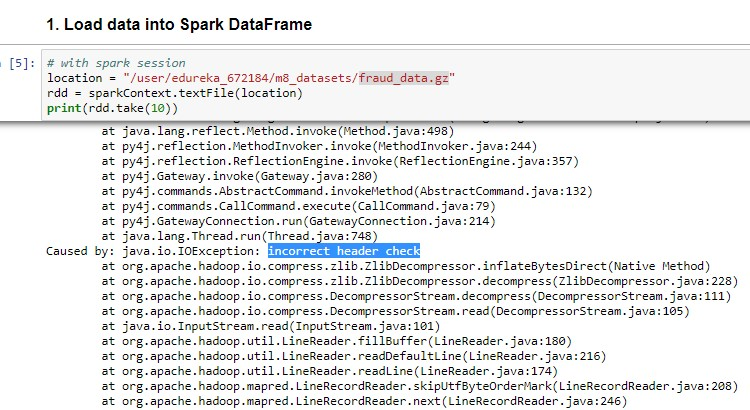 1. Load data into Spark DataFrame
[5]:
# with spark session
location = "/user/edureka_672184/m8_datasets/fraud_data.gz"
rdd = sparkContext.textFile(location)
print(rdd.take(10))
at java.lang.reflect.Method.invoke(Method.java:498)
at py4j.reflection.MethodInvoker.invoke(MethodInvoker.java:244)
at py4j.reflection.ReflectionEngine.invoke(ReflectionEngine.java:357)
at py4j.Gateway.invoke(Gateway.java:280)
at py4j.commands.AbstractCommand.invokeMethod(AbstractCommand.java:132)
at py4j.commands.CallCommand.execute(CallCommand.java:79)
at py4j.GatewayConnection.run(GatewayConnection.java:214)
at java.lang.Thread.run(Thread.java:748)
Caused by: java.io.IOException: incorrect header check
at org.apache.hadoop.io.compress.zlib.ZlibDecompressor.inflateBytesDirect(Native Method)
at org.apache.hadoop.io.compress.zlib.ZlibDecompressor.decompress(ZlibDecompressor.java:228)
at org.apache.hadoop.io.compress.DecompressorStream.decompress(DecompressorStream.java:111)
at org.apache.hadoop.io.compress.DecompressorStream.read(DecompressorStream.java:105)
at java.io.InputStream.read(InputStream.java:101)
at org.apache.hadoop.util.LineReader.fillBuffer(LineReader.java:180)
at org.apache.hadoop.util.LineReader.readDefaultLine(LineReader.java:216)
at org.apache.hadoop.util.LineReader.readLine(LineReader.java:174)
at org.apache.hadoop.mapred.LineRecordReader.skipUtfByteOrderMark(LineRecordReader.java:208)
at org.apache.hadoop.mapred.LineRecordReader.next(LineRecordReader.java:246)